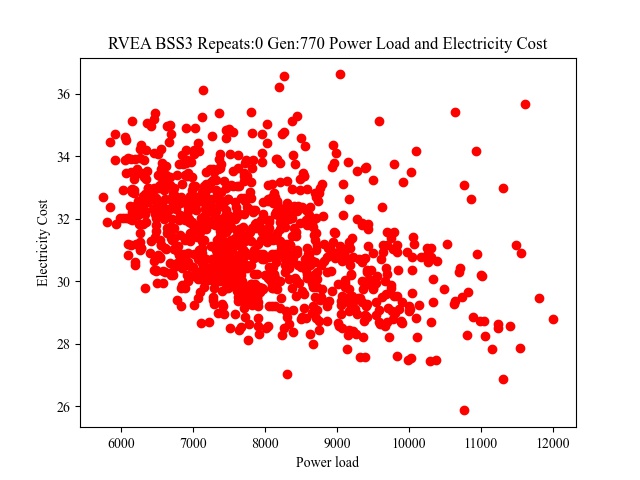 RVEA BSS3 Repeats:0 Gen:770 Power Load and Electricity Cost
36
34
32
30
28
26
Electricity Cost
6000 7000 8000 9000 10000 11000 12000
Power load